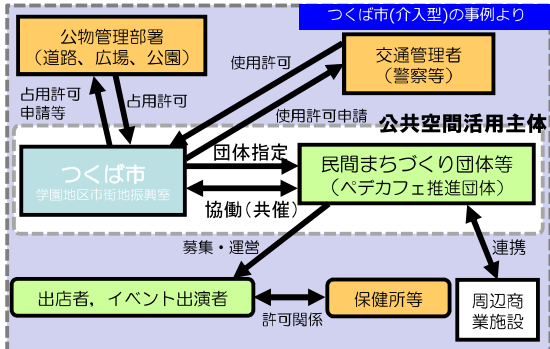 つくば市(介入型)の事例より
公物管理部署
（道路、広場、公園）
交通管理者
（警察等）
使用許可
占用許可
申請等
占用許可
使用許可申請
公共空間活用主体
つくば市
学園地区市街地振興室
団体指定
協働(共催)
民間まちづくり団体等
（ペデカフェ推進団体）
募集・運営
連携
出店者，イベント出演者
許可関係
保健所等
周辺商
業施設